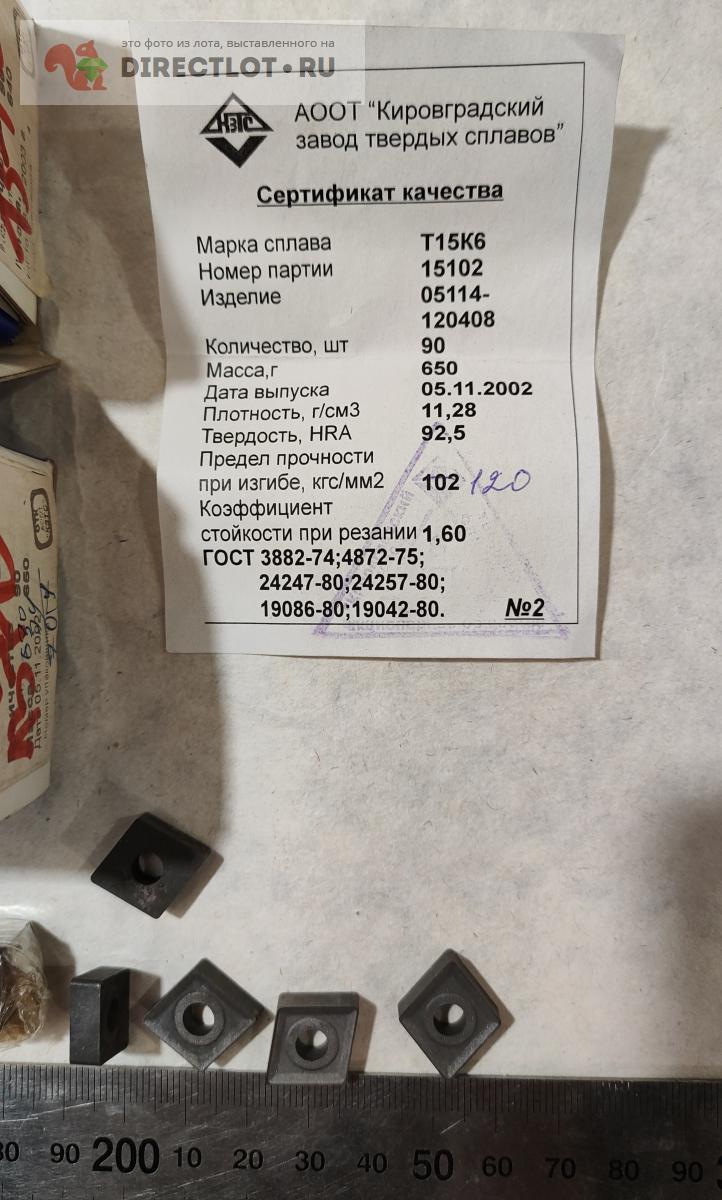 это фото из лота, выставленного на
DIRECTLOT.RU
КЗТС
АООТ “Кировградский
завод твердых сплавов”
Сертификат качества
Марка сплава Т15К6
Номер партии 15102
Изделие 05114-
120408
Количество, шт 90
Масса,г 650
Дата выпуска 05.11.2002
Плотность, г/см3 11,28
Твердость, HRA 92,5
Предел прочности
при изгибе, кгс/мм2 102 120
Коэффициент
стойкости при резании 1,60
ГОСТ 3882-74;4872-75;
24247-80;24257-80;
19086-80;19042-80. №2
90 200 10 20 30 40 50 60 70 80 90